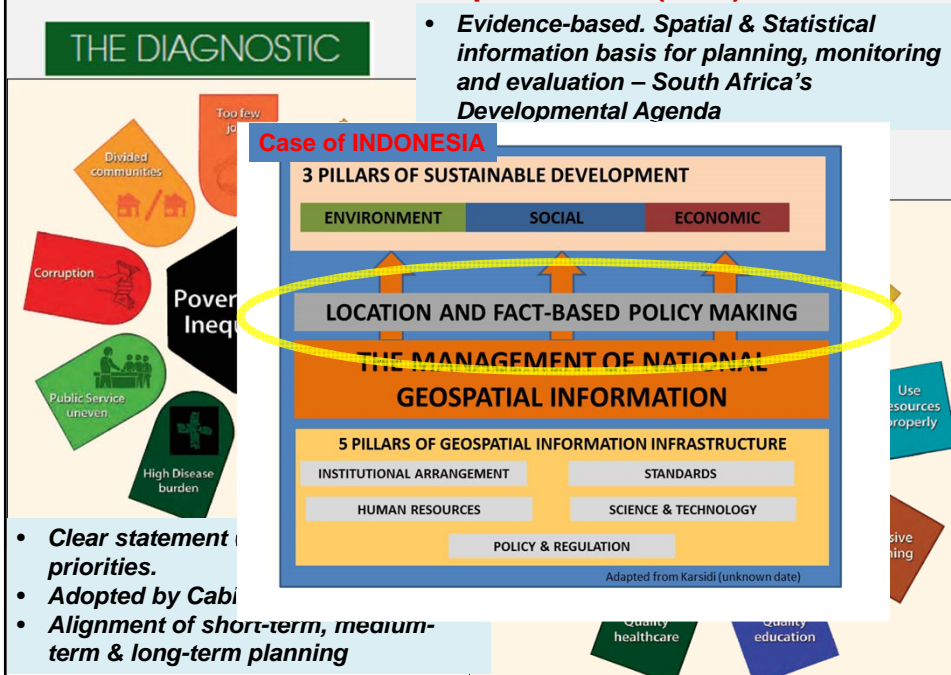 THE DIAGNOSTIC
• Evidence-based. Spatial & Statistical
information basis for planning, monitoring
and evaluation – South Africa's
Developmental Agenda
Too few
Divided
communities
Corruption
Public Service
uneven
High Disease
burden
Case of INDONESIA
3 PILLARS OF SUSTAINABLE DEVELOPMENT
ENVIRONMENT SOCIAL ECONOMIC
LOCATION AND FACT-BASED POLICY MAKING
THE MANAGEMENT OF NATIONAL
GEOSPATIAL INFORMATION
5 PILLARS OF GEOSPATIAL INFORMATION INFRASTRUCTURE
INSTITUTIONAL ARRANGEMENT STANDARDS
HUMAN RESOURCES SCIENCE & TECHNOLOGY
POLICY & REGULATION
Adapted from Karsidi (unknown date)
Use
properly
Quality
healthcare
Quality
education
• Clear statement
priorities.
• Adopted by
• Alignment of short-term, medium-
term & long-term planning